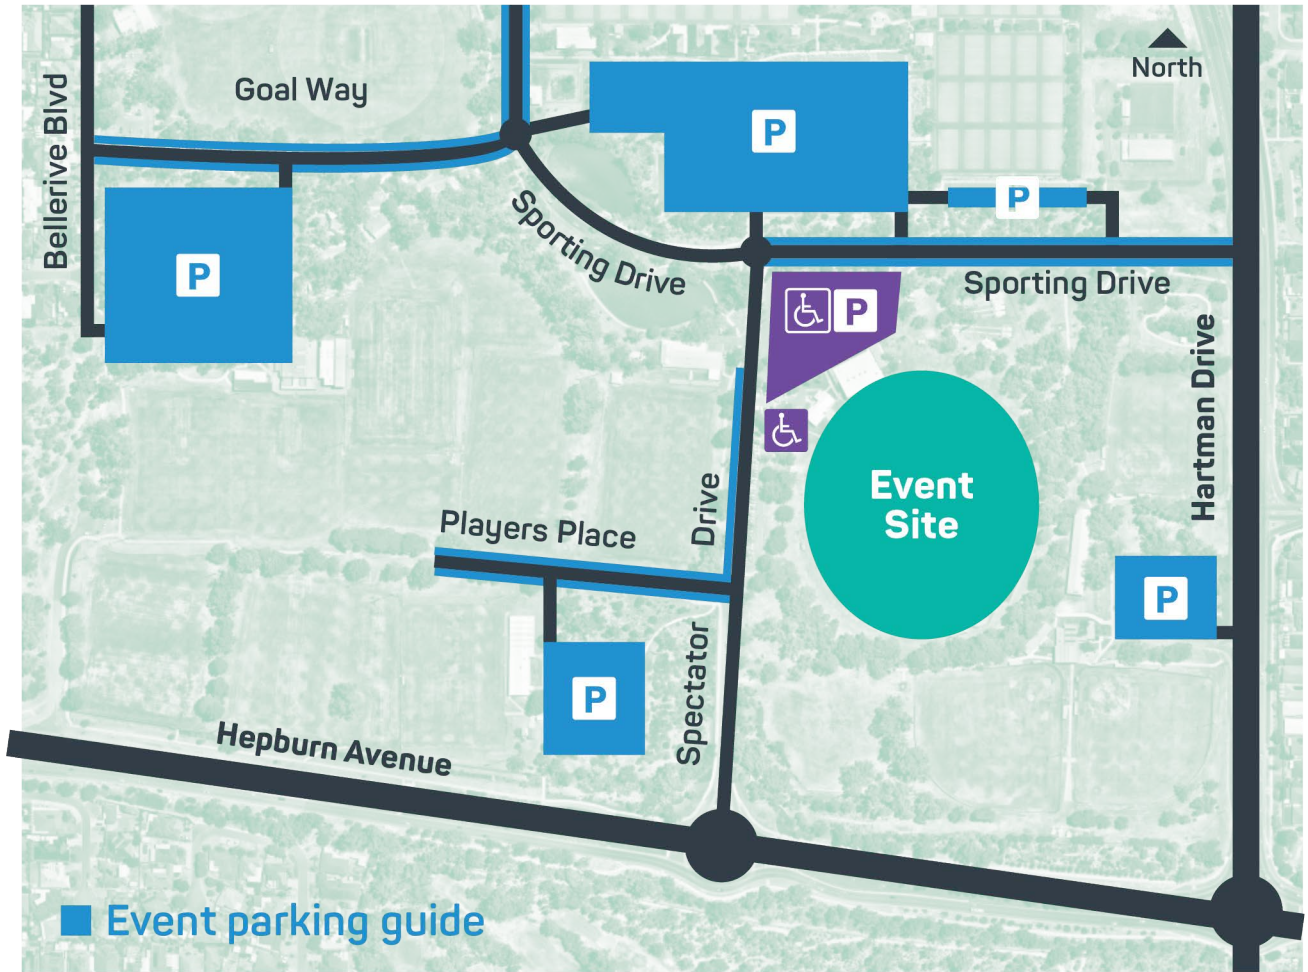 North
Goal Way
Bellerive Blvd
P
P
P
Sporting Drive
Sporting Drive
P
Hartman Drive
Event
Site
Players Place
Spectator Drive
P
P
Hepburn Avenue
Event parking guide